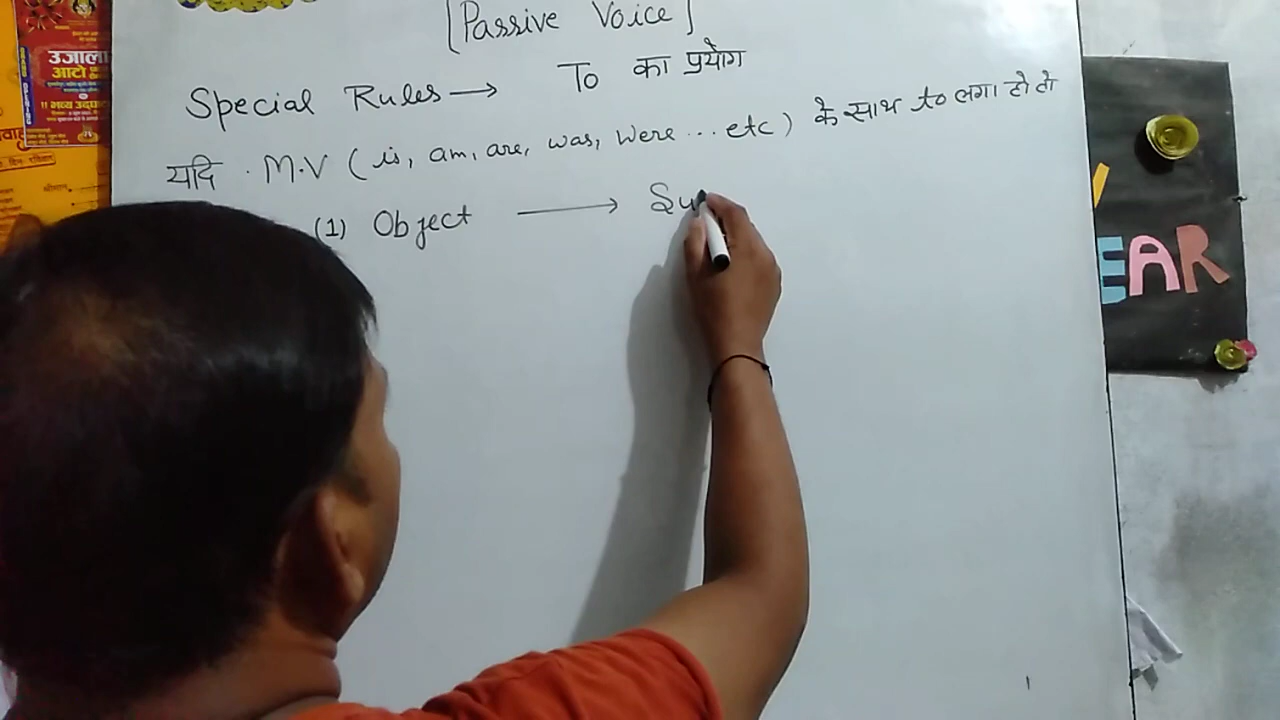 [Passive Voice]
Special Rules → To का प्रयोग
यदि M.V (is, am, are, was, were ... etc) के साथ to लगा हो तो
(1) Object → Su
उजाला
आटो
EAR